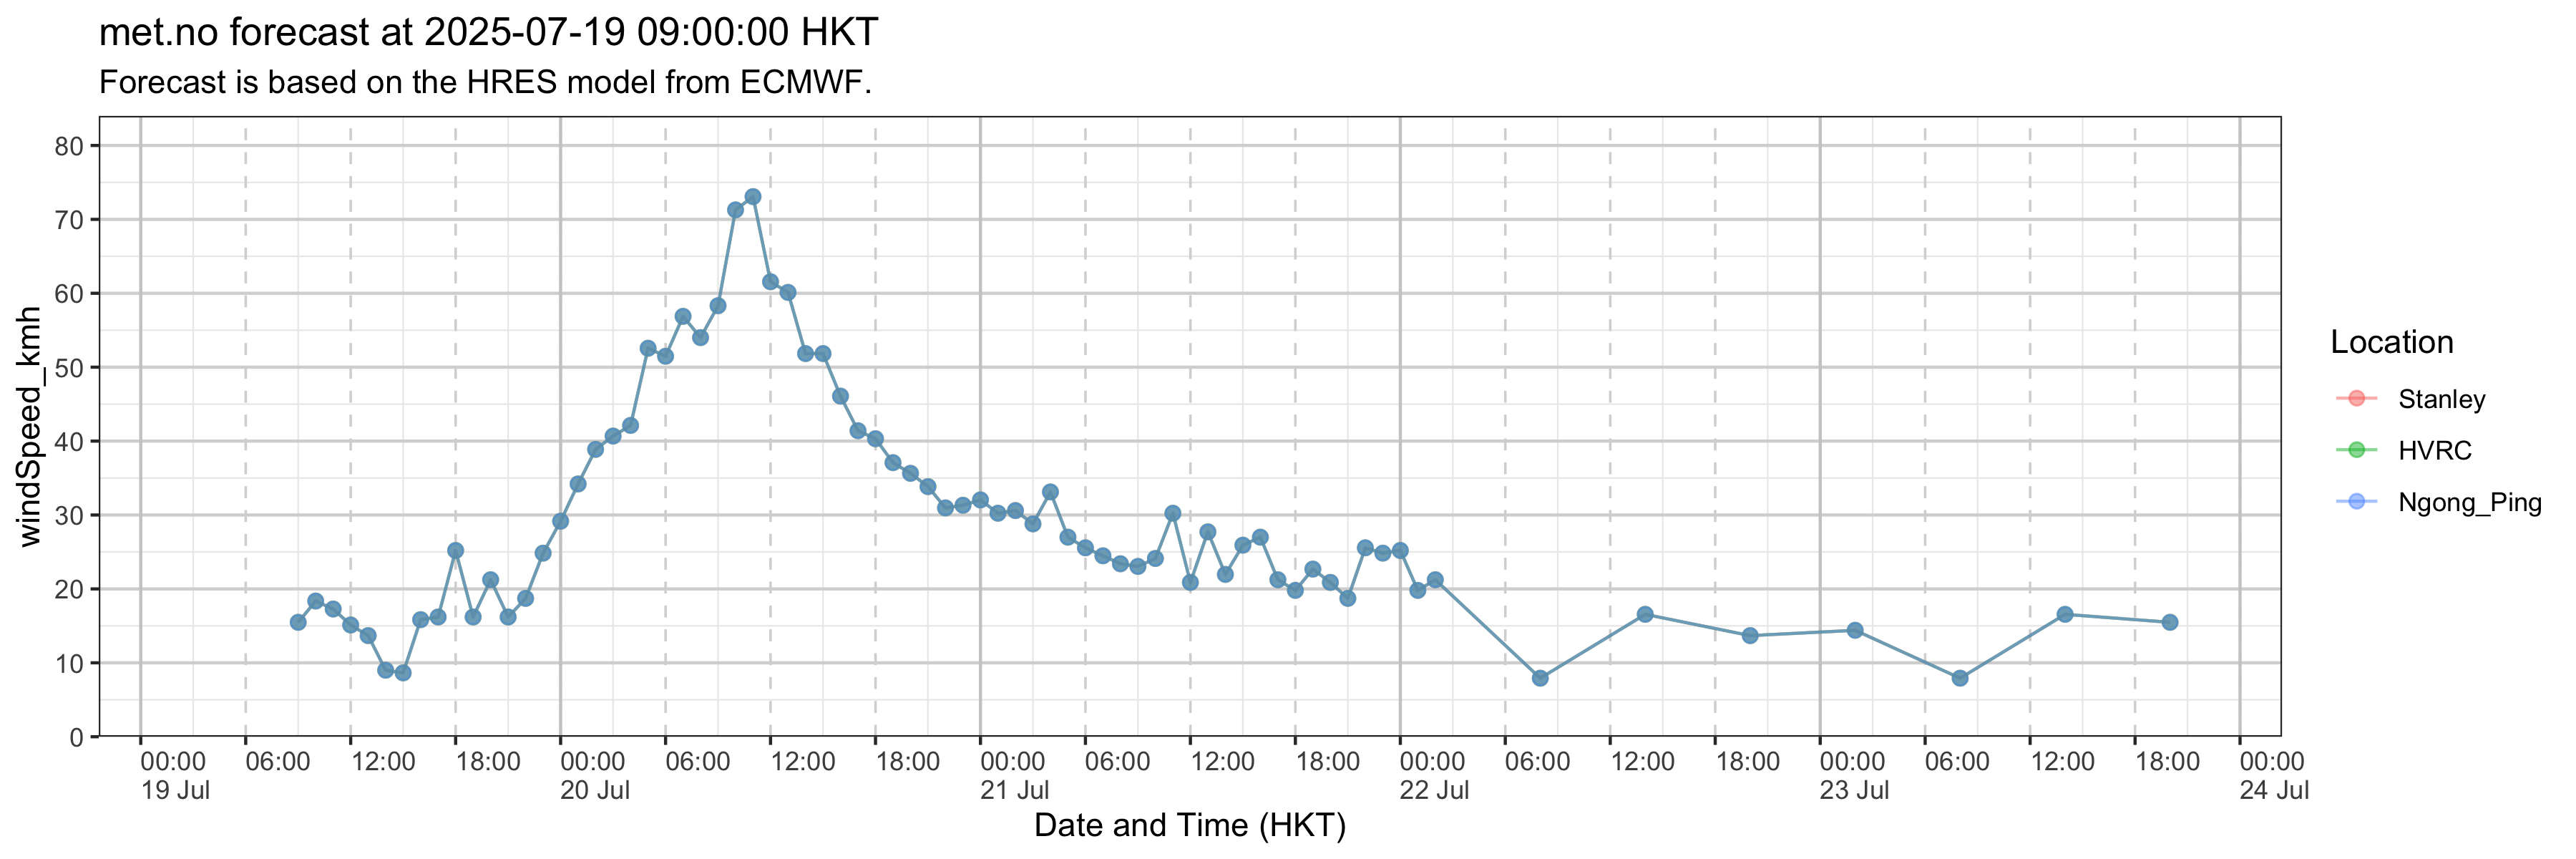 met.no forecast at 2025-07-19 09:00:00 HKT
Forecast is based on the HRES model from ECMWF.
windSpeed_kmh
80
70
60
50
40
30
20
10
0
00:00 06:00 12:00 18:00 00:00 06:00 12:00 18:00 00:00 06:00 12:00 18:00 00:00 06:00 12:00 18:00 00:00 06:00 12:00 18:00 00:00
19 Jul 20 Jul 21 Jul 22 Jul 23 Jul 24 Jul
Date and Time (HKT)
Location
Stanley
HVRC
Ngong_Ping